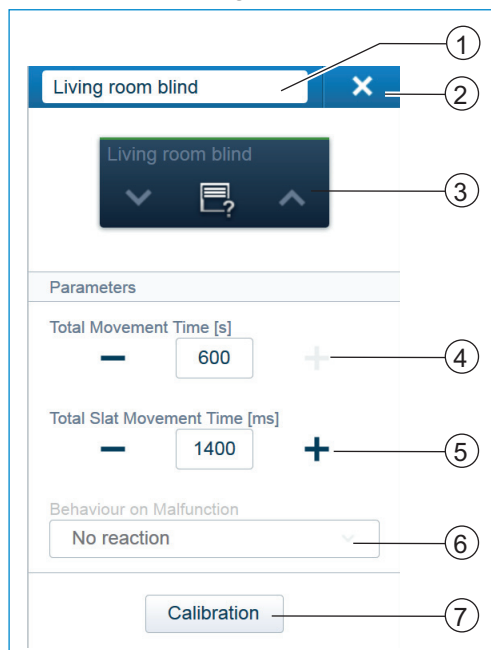 1
Living room blind
2
Living room blind
?
3
Parameters
Total Movement Time [s]
600
4
Total Slat Movement Time [ms]
1400
5
Behaviour on Malfunction
No reaction
6
Calibration
7